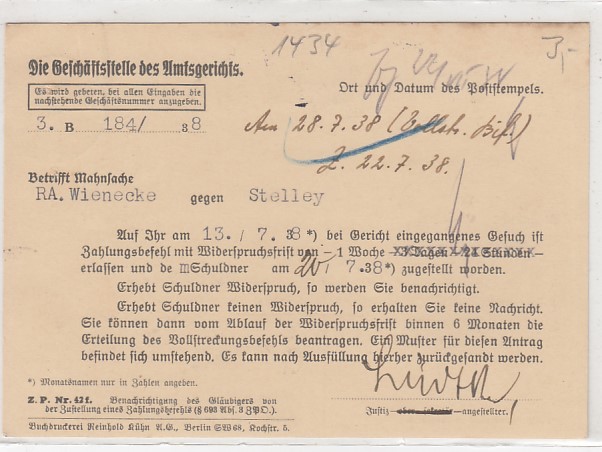 1434
3,-
Die Geschäftsstelle des Amtsgerichts.
Es wird gebeten, bei allen Eingaben die
nachstehende Geschäftsnummer anzugeben.
Ort und Datum des Poststempels.
3. B 184/ 38
Am 28.7.38
Z. 22.7.38.
Betrifft Mahnsache
RA. Wienecke gegen Stelley
Auf Ihr am 13./ 7.38 *) bei Gericht eingegangenes Gesuch ist
Zahlungsbefehl mit Widerspruchsfrist von – 1 Woche – 3 Tagen – 24 Stunden –
erlassen und de m Schuldner am 20/ 7.38 *) zugestellt worden.
Erhebt Schuldner Widerspruch, so werden Sie benachrichtigt.
Erhebt Schuldner keinen Widerspruch, so erhalten Sie keine Nachricht.
Sie können dann vom Ablauf der Widerspruchsfrist binnen 6 Monaten die
Erteilung des Vollstreckungsbefehls beantragen. Ein Muster für diesen Antrag
befindet sich umstehend. Es kann nach Ausfüllung hierher zurückgesandt werden.
*) Monatsnamen nur in Zahlen angeben.
Z. P. Nr. 42 f. Benachrichtigung des Gläubigers von
der Zustellung eines Zahlungsbefehls (§ 693 Abs. 3 ZPO.).
Justiz -angestellter.
Buchdruckerei Reinhold Kühn A.G., Berlin SW 68, Kochstr. 5.